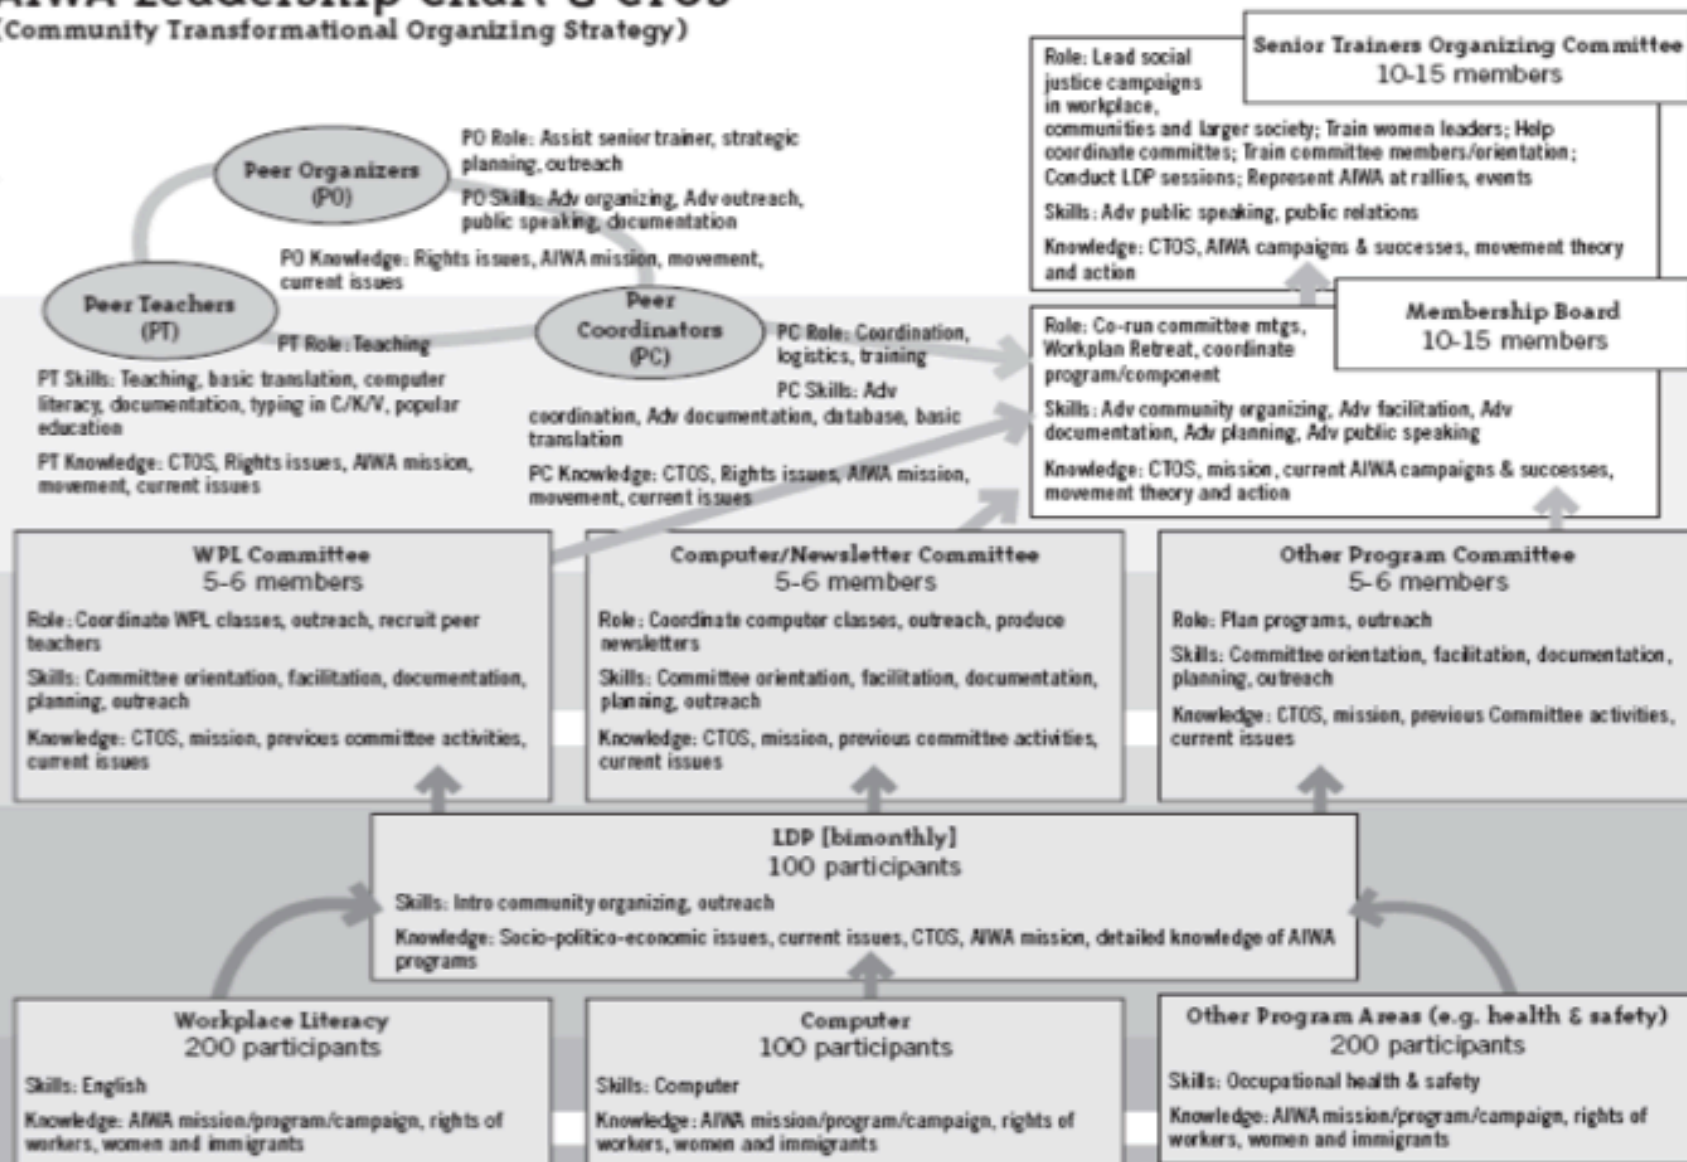 AIWA Leadership Chart & CTOS
(Community Transformational Organizing Strategy)
Senior Trainers Organizing Committee
10-15 members
Role: Lead social
justice campaigns
in workplace,
communities and larger society; Train women leaders; Help
coordinate committes; Train committee members/orientation;
Conduct LDP sessions; Represent AIWA at rallies, events
Skills: Adv public speaking, public relations
Knowledge: CTOS, AIWA campaigns & successes, movement theory
and action
Peer Organizers
(PO)
PO Role: Assist senior trainer, strategic
planning, outreach
PO Skills: Adv organizing, Adv outreach,
public speaking, documentation
PO Knowledge: Rights issues, AIWA mission, movement,
current issues
Peer Teachers
(PT)
PT Role: Teaching
PT Skills: Teaching, basic translation, computer
literacy, documentation, typing in C/K/V, popular
education
PT Knowledge: CTOS, Rights issues, AIWA mission,
movement, current issues
Peer
Coordinators
(PC)
PC Role: Coordination,
logistics, training
PC Skills: Adv
coordination, Adv documentation, database, basic
translation
PC Knowledge: CTOS, Rights issues, AIWA mission,
movement, current issues
Membership Board
10-15 members
Role: Co-run committee mtgs,
Workplan Retreat, coordinate
program/component
Skills: Adv community organizing, Adv facilitation, Adv
documentation, Adv planning, Adv public speaking
Knowledge: CTOS, mission, current AIWA campaigns & successes,
movement theory and action
WPL Committee
5-6 members
Role: Coordinate WPL classes, outreach, recruit peer
teachers
Skills: Committee orientation, facilitation, documentation,
planning, outreach
Knowledge: CTOS, mission, previous committee activities,
current issues
Computer/Newsletter Committee
5-6 members
Role: Coordinate computer classes, outreach, produce
newsletters
Skills: Committee orientation, facilitation, documentation,
planning, outreach
Knowledge: CTOS, mission, previous committee activities,
current issues
Other Program Committee
5-6 members
Role: Plan programs, outreach
Skills: Committee orientation, facilitation, documentation,
planning, outreach
Knowledge: CTOS, mission, previous Committee activities,
current issues
LDP [bimonthly]
100 participants
Skills: Intro community organizing, outreach
Knowledge: Socio-politico-economic issues, current issues, CTOS, AIWA mission, detailed knowledge of AIWA
programs
Workplace Literacy
200 participants
Skills: English
Knowledge: AIWA mission/program/campaign, rights of
workers, women and immigrants
Computer
100 participants
Skills: Computer
Knowledge: AIWA mission/program/campaign, rights of
workers, women and immigrants
Other Program Areas (e.g. health & safety)
200 participants
Skills: Occupational health & safety
Knowledge: AIWA mission/program/campaign, rights of
workers, women and immigrants